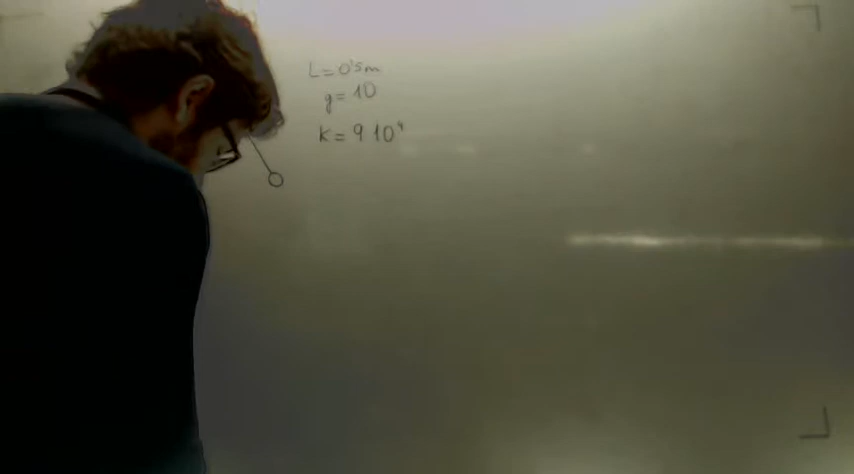 L = 0'5m
g = 10
K = 9 10⁹